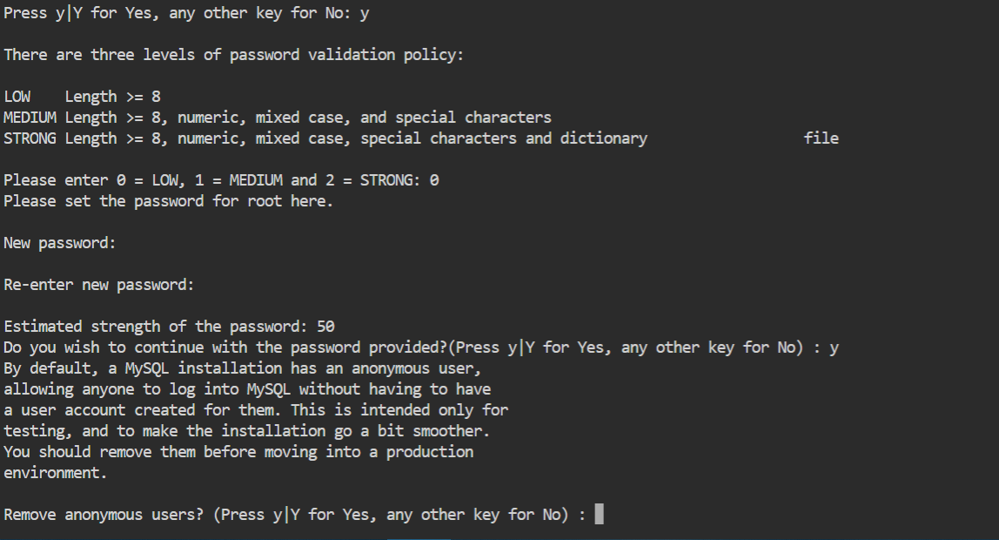 Press y|Y for Yes, any other key for No: y
There are three levels of password validation policy:
LOW    Length >= 8
MEDIUM Length >= 8, numeric, mixed case, and special characters
STRONG Length >= 8, numeric, mixed case, special characters and dictionary                  file
Please enter 0 = LOW, 1 = MEDIUM and 2 = STRONG: 0
Please set the password for root here.
New password:
Re-enter new password:
Estimated strength of the password: 50
Do you wish to continue with the password provided?(Press y|Y for Yes, any other key for No) : y
By default, a MySQL installation has an anonymous user,
allowing anyone to log into MySQL without having to have
a user account created for them. This is intended only for
testing, and to make the installation go a bit smoother.
You should remove them before moving into a production
environment.
Remove anonymous users? (Press y|Y for Yes, any other key for No) :